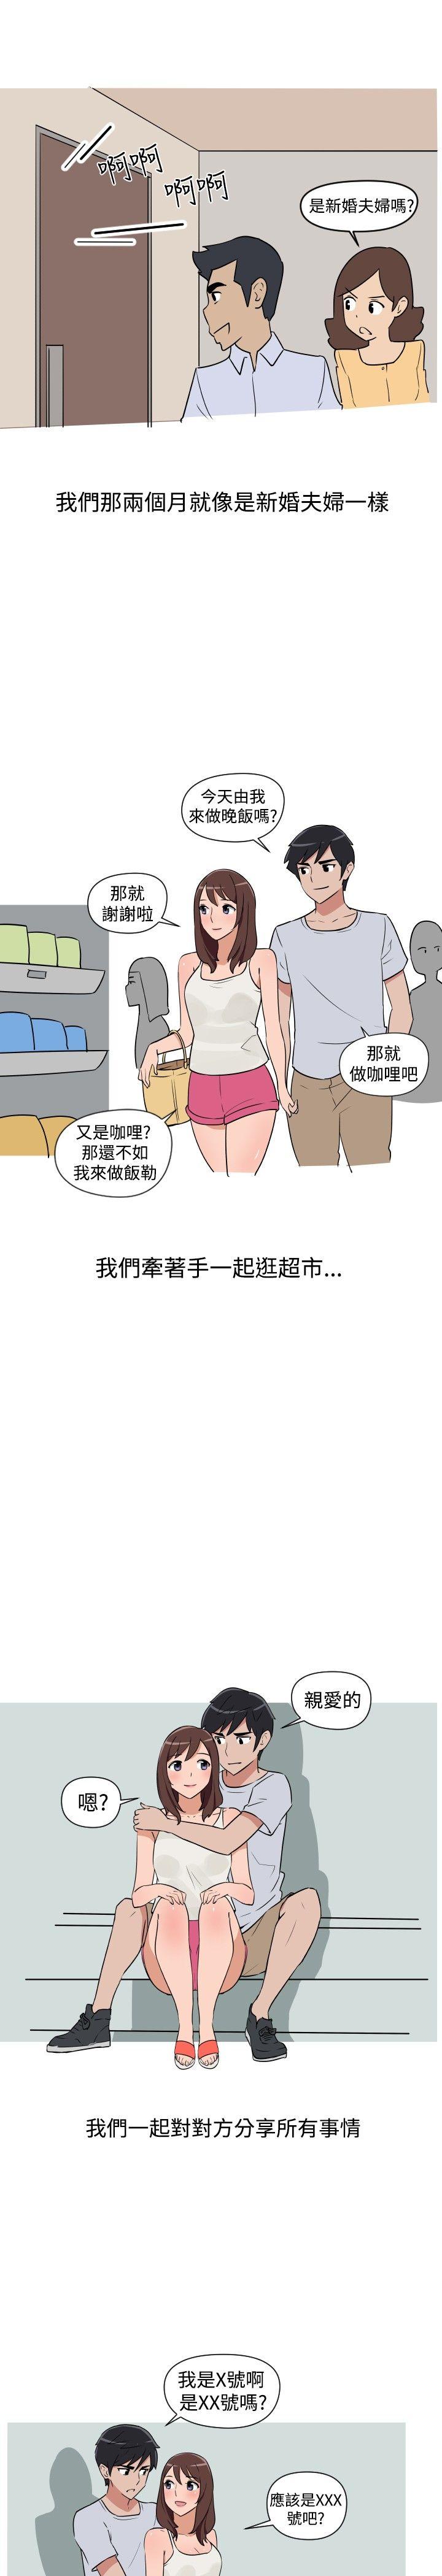 啊啊
啊啊
是新婚夫婦嗎?
我們那兩個月就像是新婚夫婦一樣
今天由我
來做晚飯嗎?
那就
謝謝啦
那就
做咖哩吧
又是咖哩?
那還不如
我來做飯勒
我們牽著手一起逛超市...
親愛的
嗯?
我們一起對對方分享所有事情
我是X號啊
是XX號嗎?
應該是XXX
號吧?